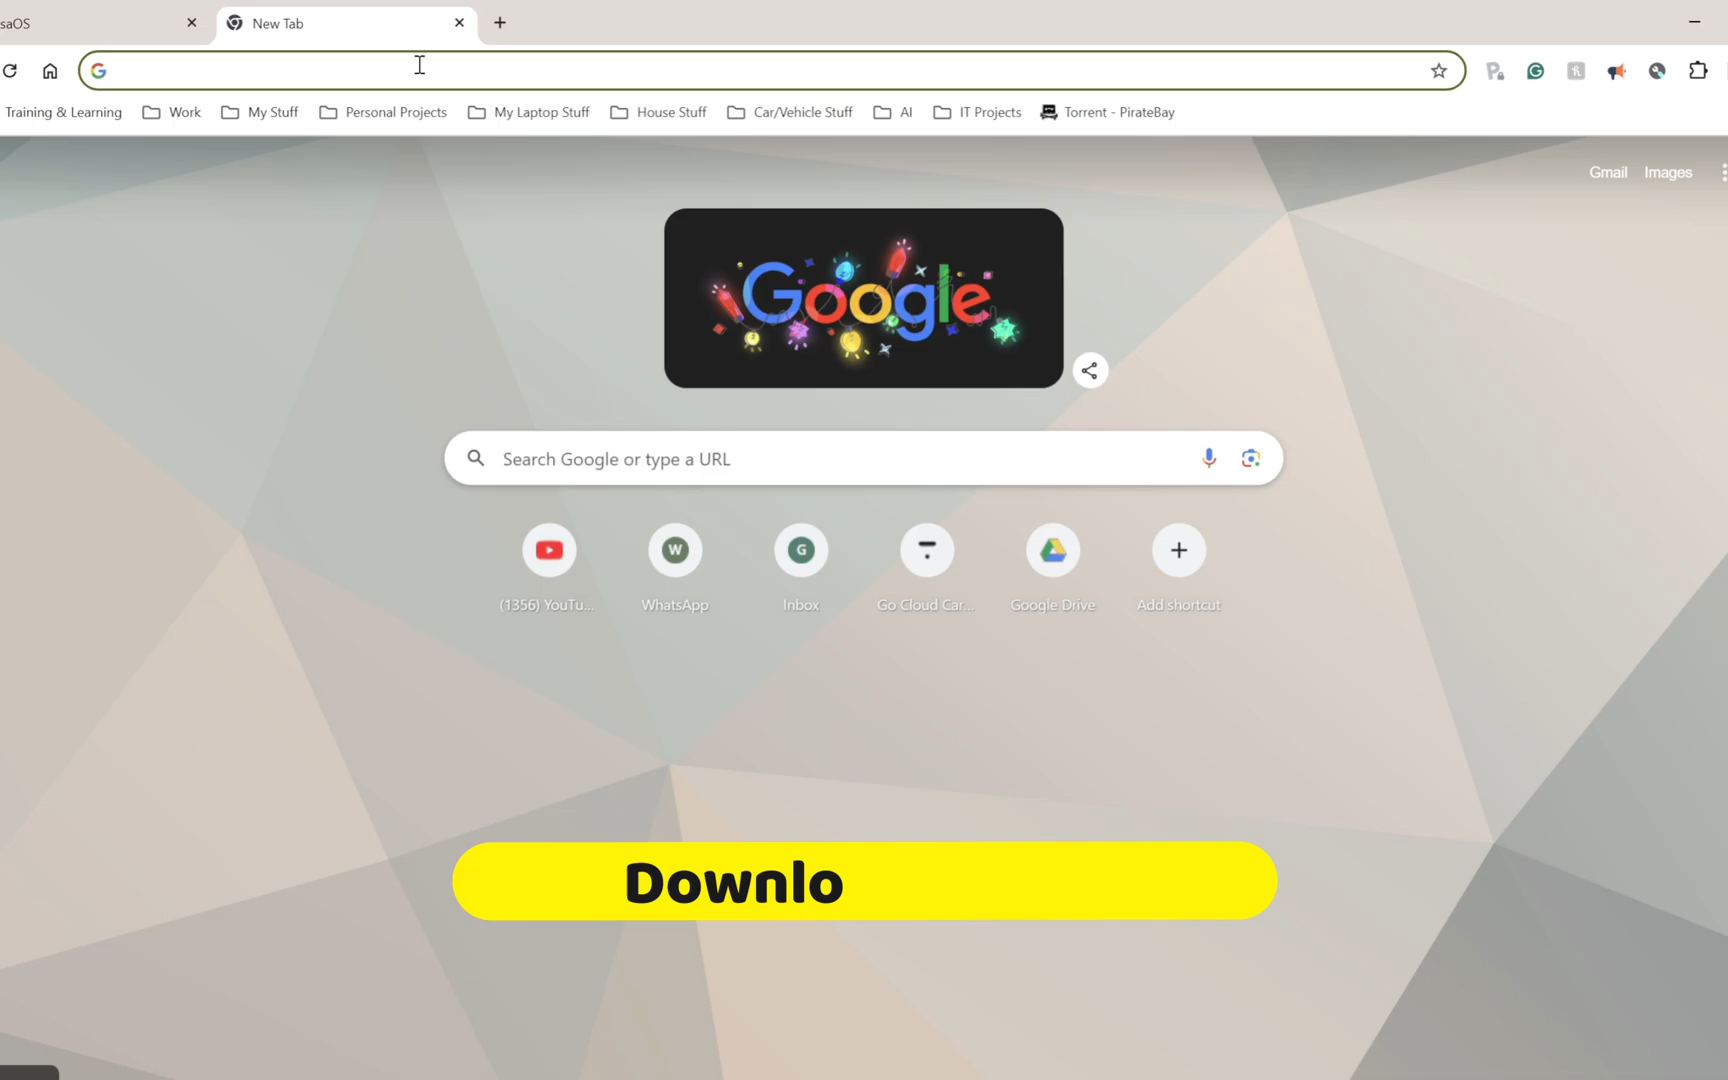 saOS
New Tab
Training & Learning
Work
My Stuff
Personal Projects
My Laptop Stuff
House Stuff
Car/Vehicle Stuff
AI
IT Projects
Torrent - PirateBay
Gmail
Images
Google
Search Google or type a URL
W
G
(1356) YouTu...
WhatsApp
Inbox
Go Cloud Car...
Google Drive
Add shortcut
Downlo